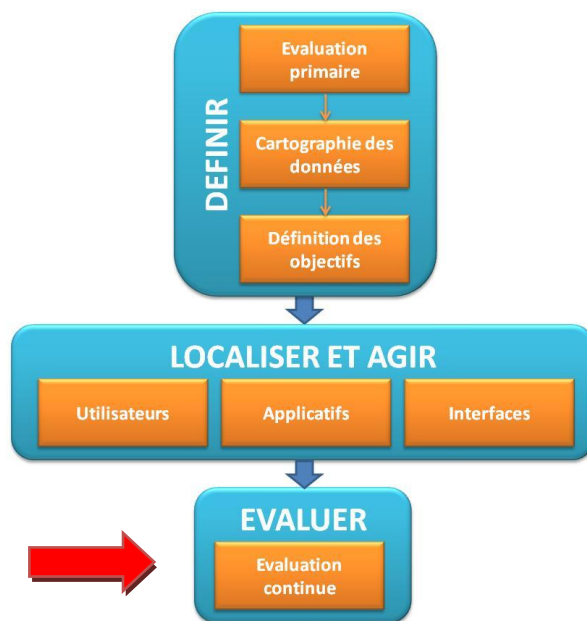 DEFINIR
Evaluation
primaire
Cartographie des
données
Définition des
objectifs
LOCALISER ET AGIR
Utilisateurs
Applicatifs
Interfaces
EVALUER
Evaluation
continue